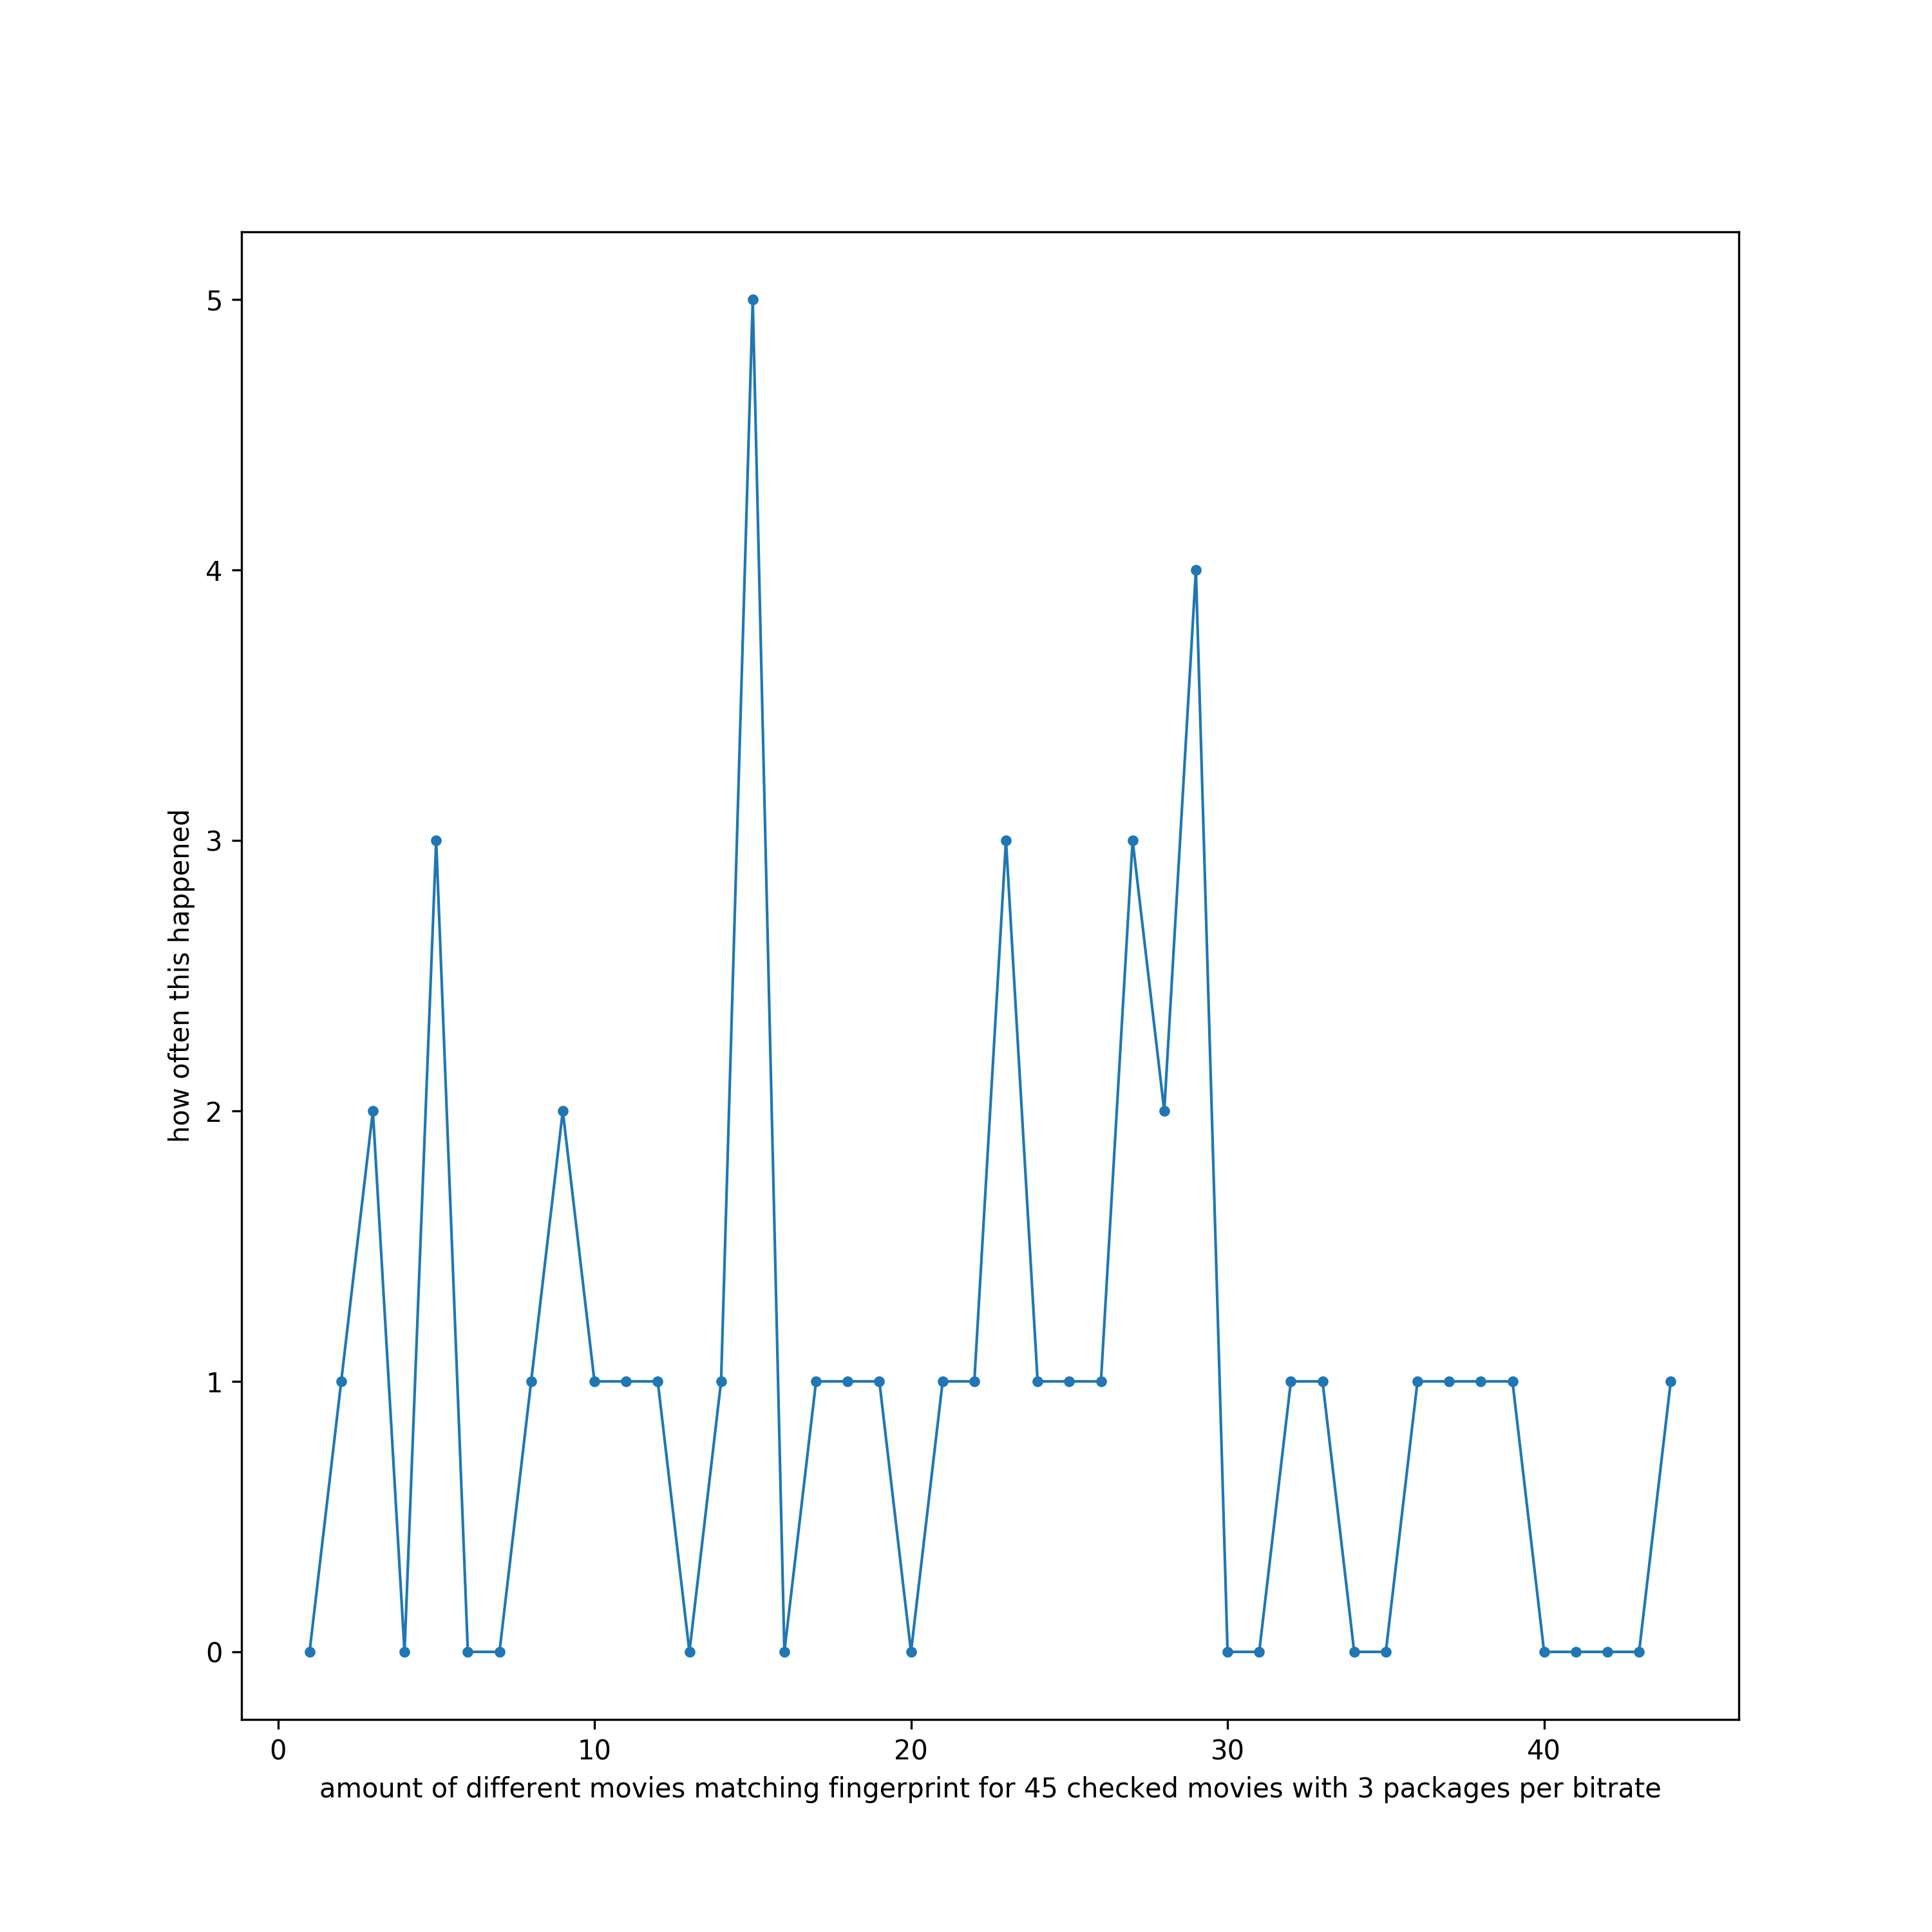 5
4
3
2
1
0
how often this happened
0 10 20 30 40
amount of different movies matching fingerprint for 45 checked movies with 3 packages per bitrate